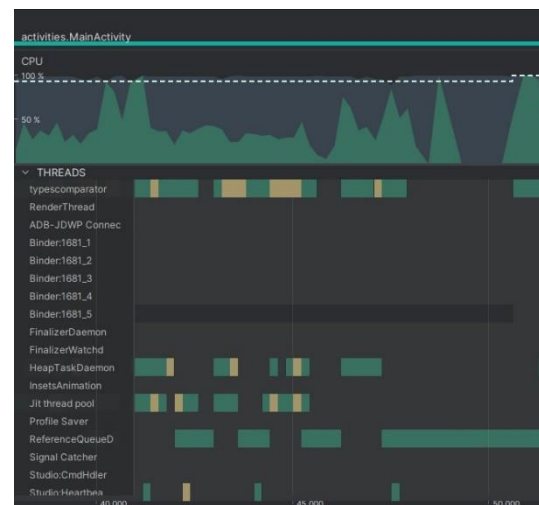 activities.MainActivity
CPU
100 %
50 %
THREADS
typescomparator
RenderThread
ADB-JDWP Connec
Binder:1681_1
Binder:1681_2
Binder:1681_3
Binder:1681_4
Binder:1681_5
FinalizerDaemon
FinalizerWatchd
HeapTaskDaemon
InsetsAnimation
Jit thread pool
Profile Saver
ReferenceQueueD
Signal Catcher
Studio:CmdHdler
Studio:Heartbea
40.000 45.000 50.000